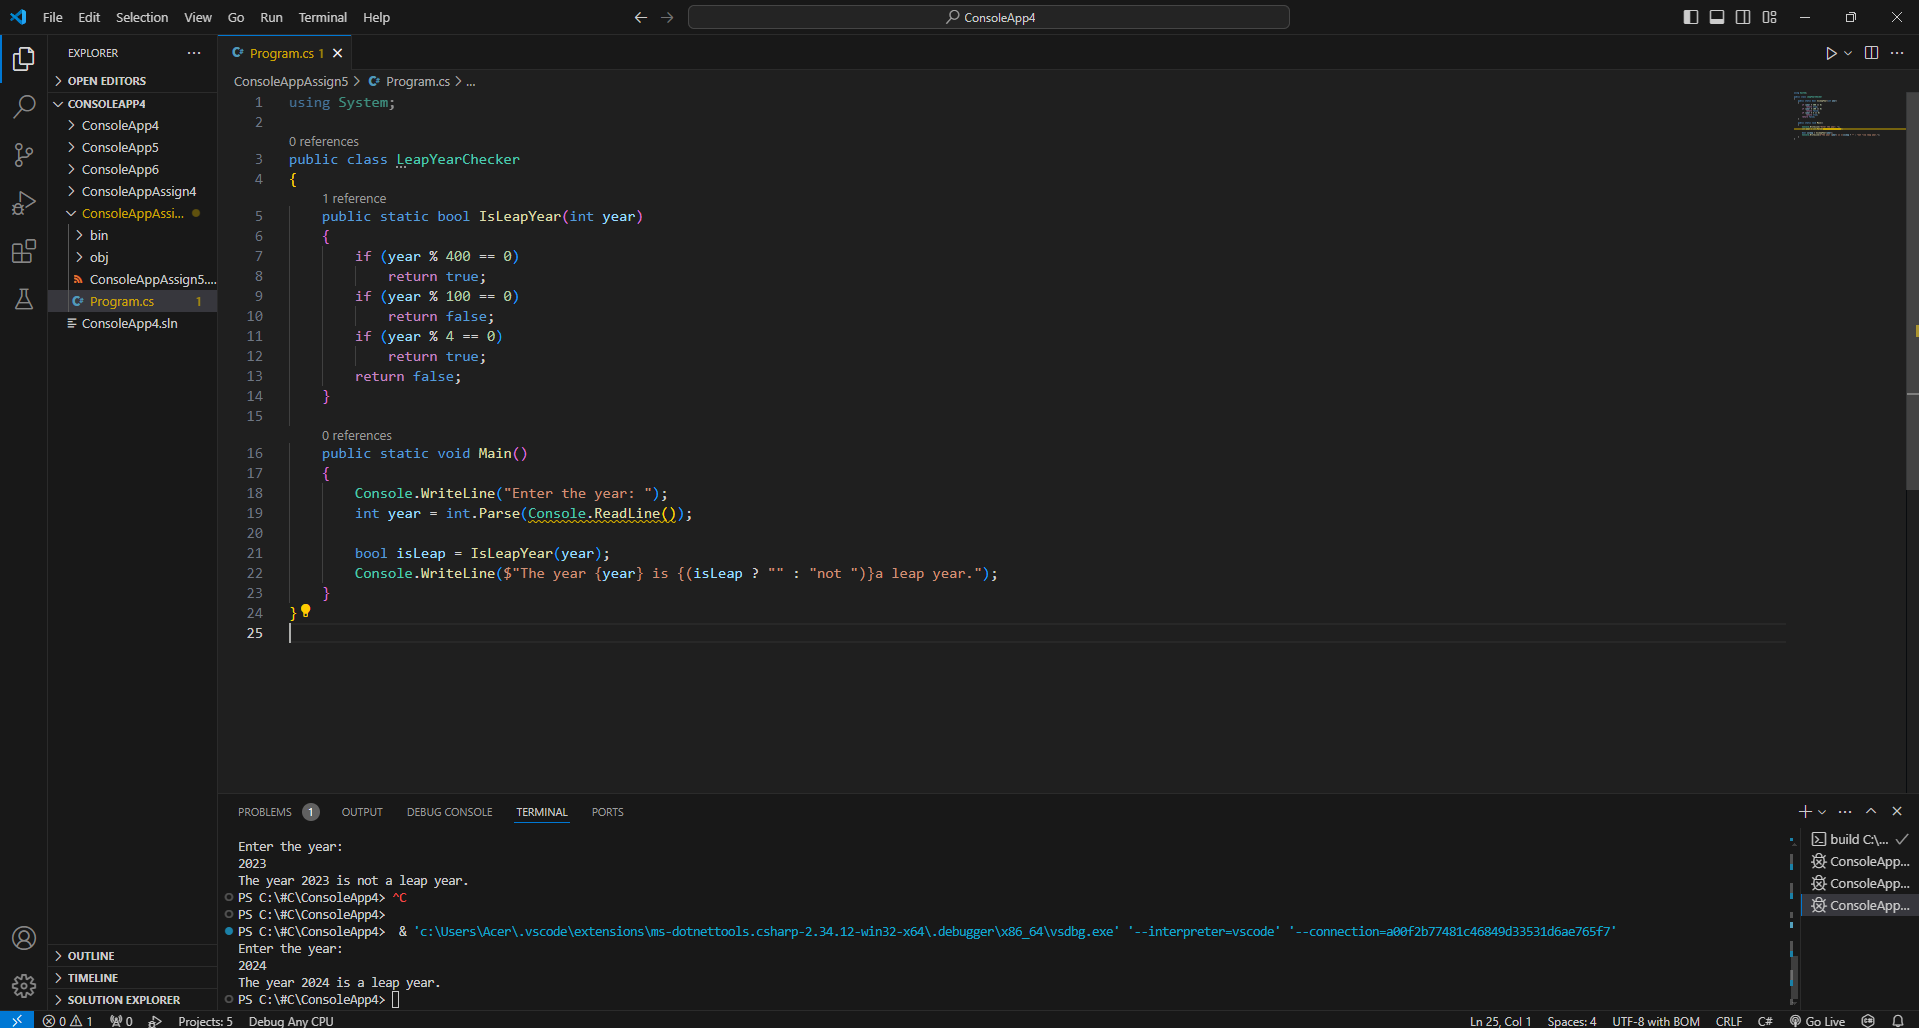 File Edit Selection View Go Run Terminal Help
ConsoleApp4
EXPLORER
OPEN EDITORS
CONSOLEAPP4
ConsoleApp4
ConsoleApp5
ConsoleApp6
ConsoleAppAssign4
ConsoleAppAssi...
bin
obj
ConsoleAppAssign5....
Program.cs 1
ConsoleApp4.sln
OUTLINE
TIMELINE
SOLUTION EXPLORER
Program.cs 1
ConsoleAppAssign5 > Program.cs > ...
1 using System;
2
0 references
3 public class LeapYearChecker
4 {
1 reference
5 public static bool IsLeapYear(int year)
6 {
7 if (year % 400 == 0)
8 return true;
9 if (year % 100 == 0)
10 return false;
11 if (year % 4 == 0)
12 return true;
13 return false;
14 }
15
0 references
16 public static void Main()
17 {
18 Console.WriteLine("Enter the year: ");
19 int year = int.Parse(Console.ReadLine());
20
21 bool isLeap = IsLeapYear(year);
22 Console.WriteLine($"The year {year} is {(isLeap ? "" : "not ")}a leap year.");
23 }
24 }
25
PROBLEMS 1 OUTPUT DEBUG CONSOLE TERMINAL PORTS
Enter the year:
2023
The year 2023 is not a leap year.
PS C:\#C\ConsoleApp4> ^C
PS C:\#C\ConsoleApp4>
PS C:\#C\ConsoleApp4> & 'c:\Users\Acer\.vscode\extensions\ms-dotnettools.csharp-2.34.12-win32-x64\.debugger\x86_64\vsdbg.exe' '--interpreter=vscode' '--connection=a00f2b77481c46849d33531d6ae765f7'
Enter the year:
2024
The year 2024 is a leap year.
PS C:\#C\ConsoleApp4>
build C:\...
ConsoleApp...
ConsoleApp...
ConsoleApp...
0 1 0 Projects: 5 Debug Any CPU
Ln 25, Col 1 Spaces: 4 UTF-8 with BOM CRLF C# Go Live